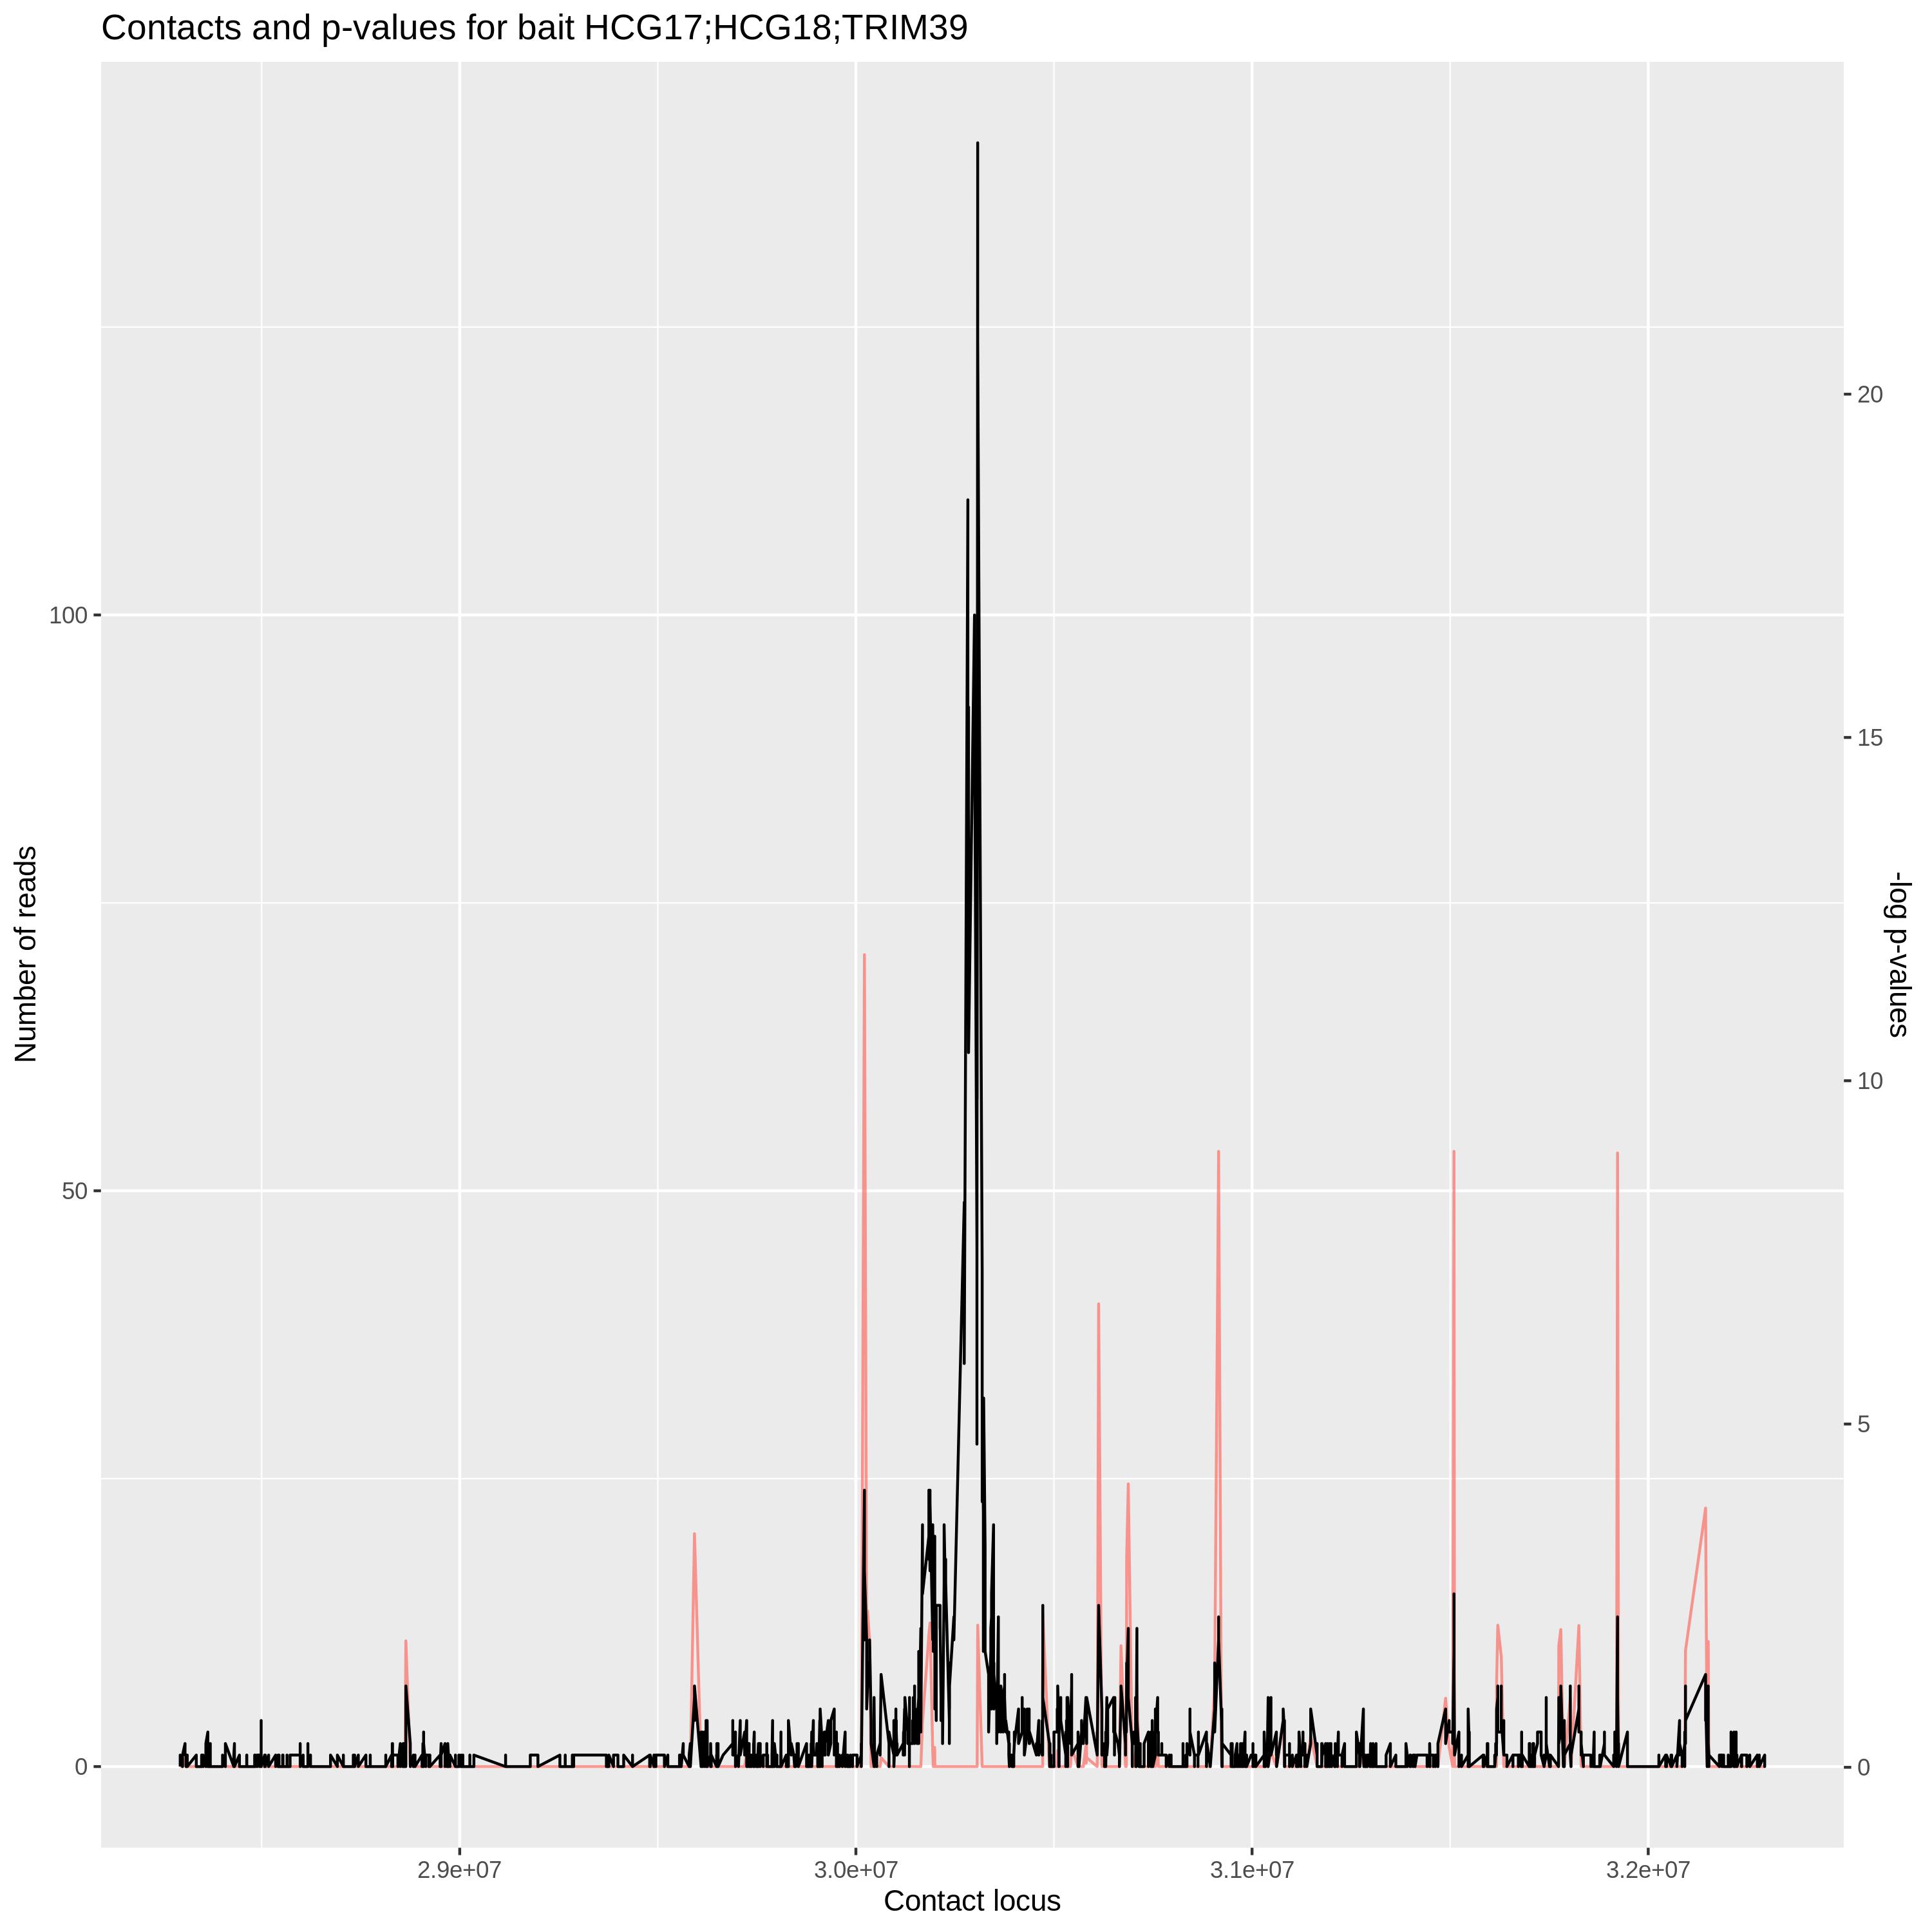 Contacts and p-values for bait HCG17;HCG18;TRIM39
Number of reads
100
50
0
20
15
10
5
0
-log p-values
2.9e+07 3.0e+07 3.1e+07 3.2e+07
Contact locus